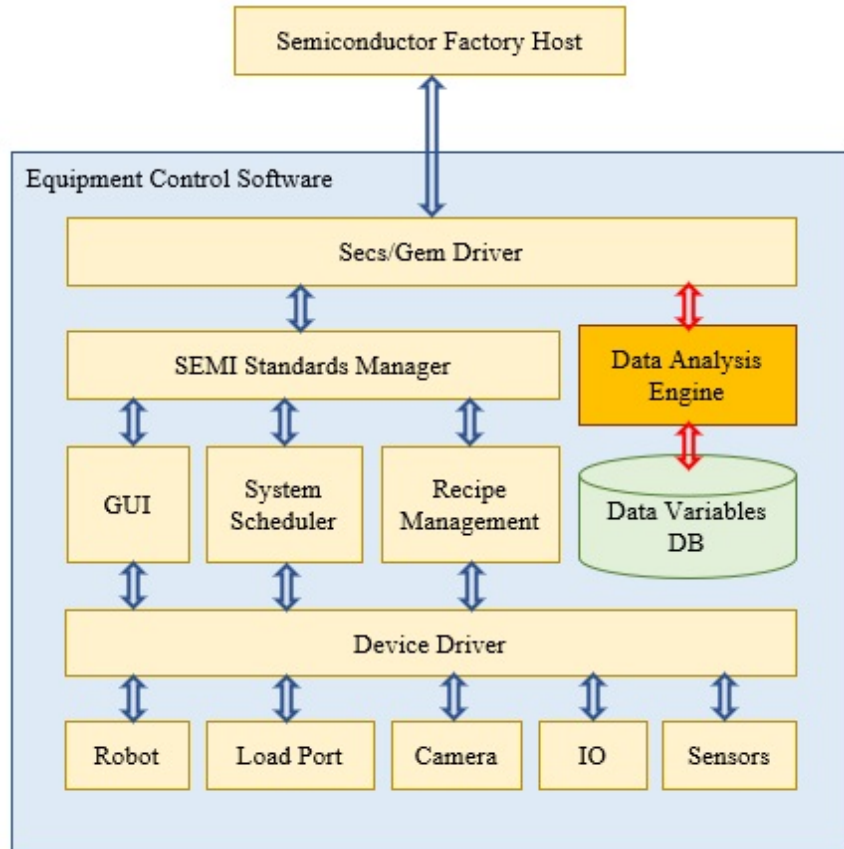 Semiconductor Factory Host
Equipment Control Software
Secs/Gem Driver
SEMI Standards Manager
Data Analysis
Engine
GUI
System
Scheduler
Recipe
Management
Data Variables
DB
Device Driver
Robot
Load Port
Camera
IO
Sensors